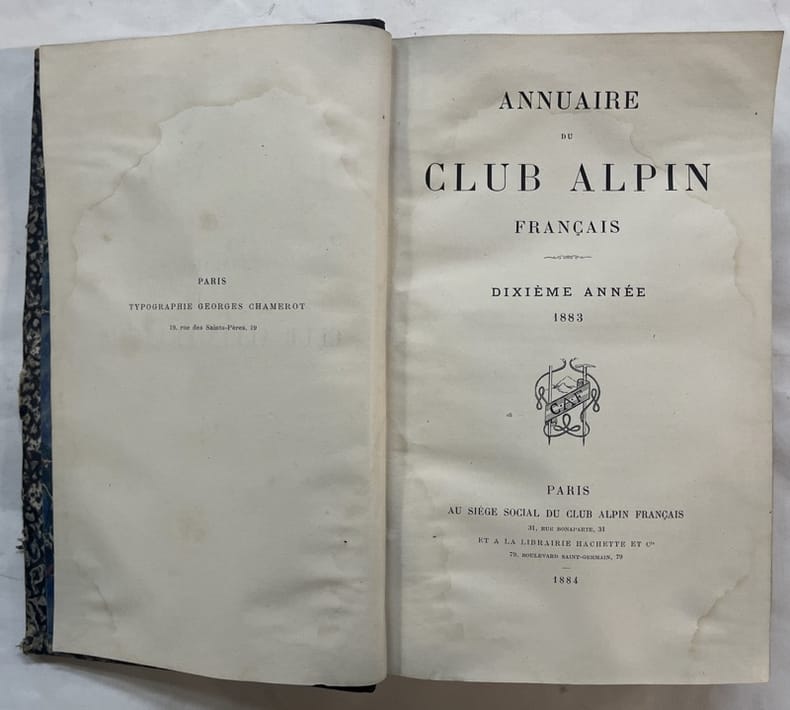 PARIS
TYPOGRAPHIE GEORGES CHAMEROT
19, rue des Saints-Pères, 19
ANNUAIRE
DU
CLUB ALPIN
FRANÇAIS
DIXIÈME ANNÉE
1883
C.A.F.
PARIS
AU SIÉGE SOCIAL DU CLUB ALPIN FRANÇAIS
31, RUE BONAPARTE, 31
ET A LA LIBRAIRIE HACHETTE ET Cie
79, BOULEVARD SAINT-GERMAIN, 79
1884